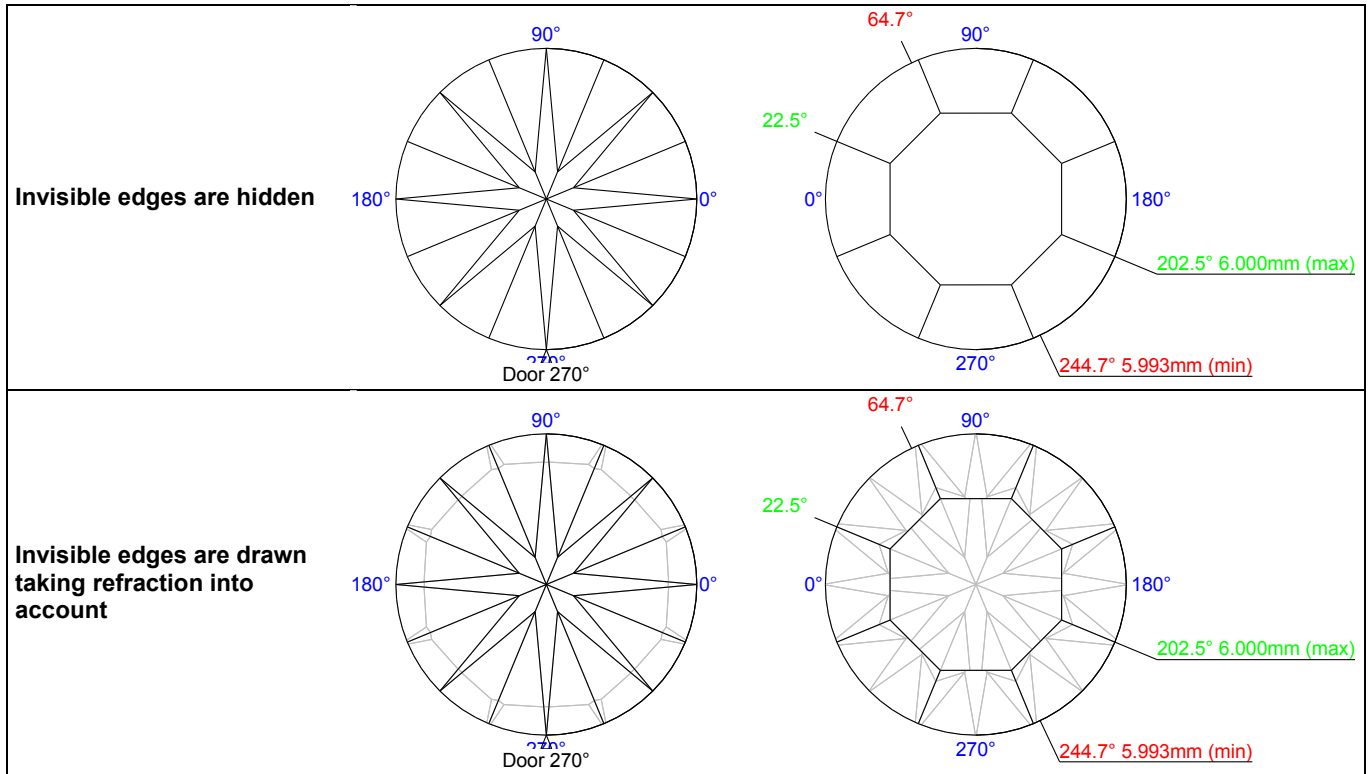 64.7°
90°
90°
22.5°
Invisible edges are hidden
180°
0°
0°
180°
202.5° 6.000mm (max)
270°
270°
Door 270°
244.7° 5.993mm (min)
64.7°
90°
90°
22.5°
Invisible edges are drawn
taking refraction into
account
180°
0°
0°
180°
202.5° 6.000mm (max)
270°
270°
Door 270°
244.7° 5.993mm (min)